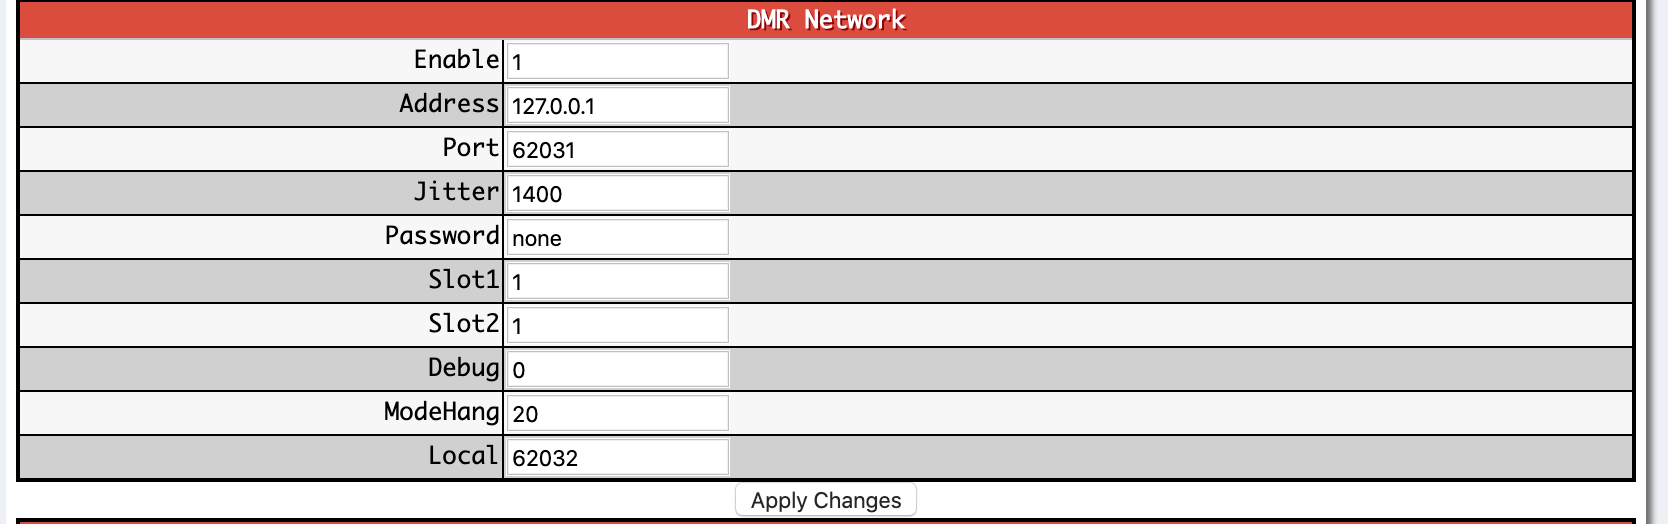 DMR Network
Enable 1
Address 127.0.0.1
Port 62031
Jitter 1400
Password none
Slot1 1
Slot2 1
Debug 0
ModeHang 20
Local 62032
Apply Changes